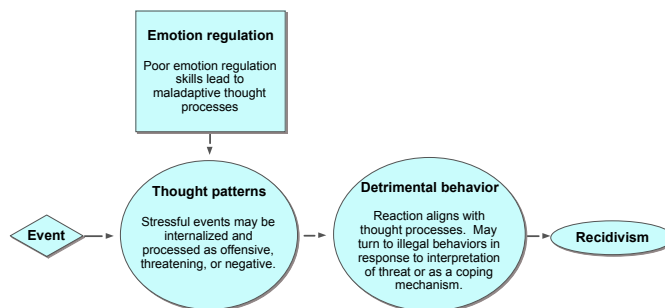 Emotion regulation
Poor emotion regulation
skills lead to
maladaptive thought
processes
Thought patterns
Stressful events may be
internalized and
processed as offensive,
threatening, or negative.
Detrimental behavior
Reaction aligns with
thought processes.  May
turn to illegal behaviors in
response to interpretation
of threat or as a coping
mechanism.
Event
Recidivism